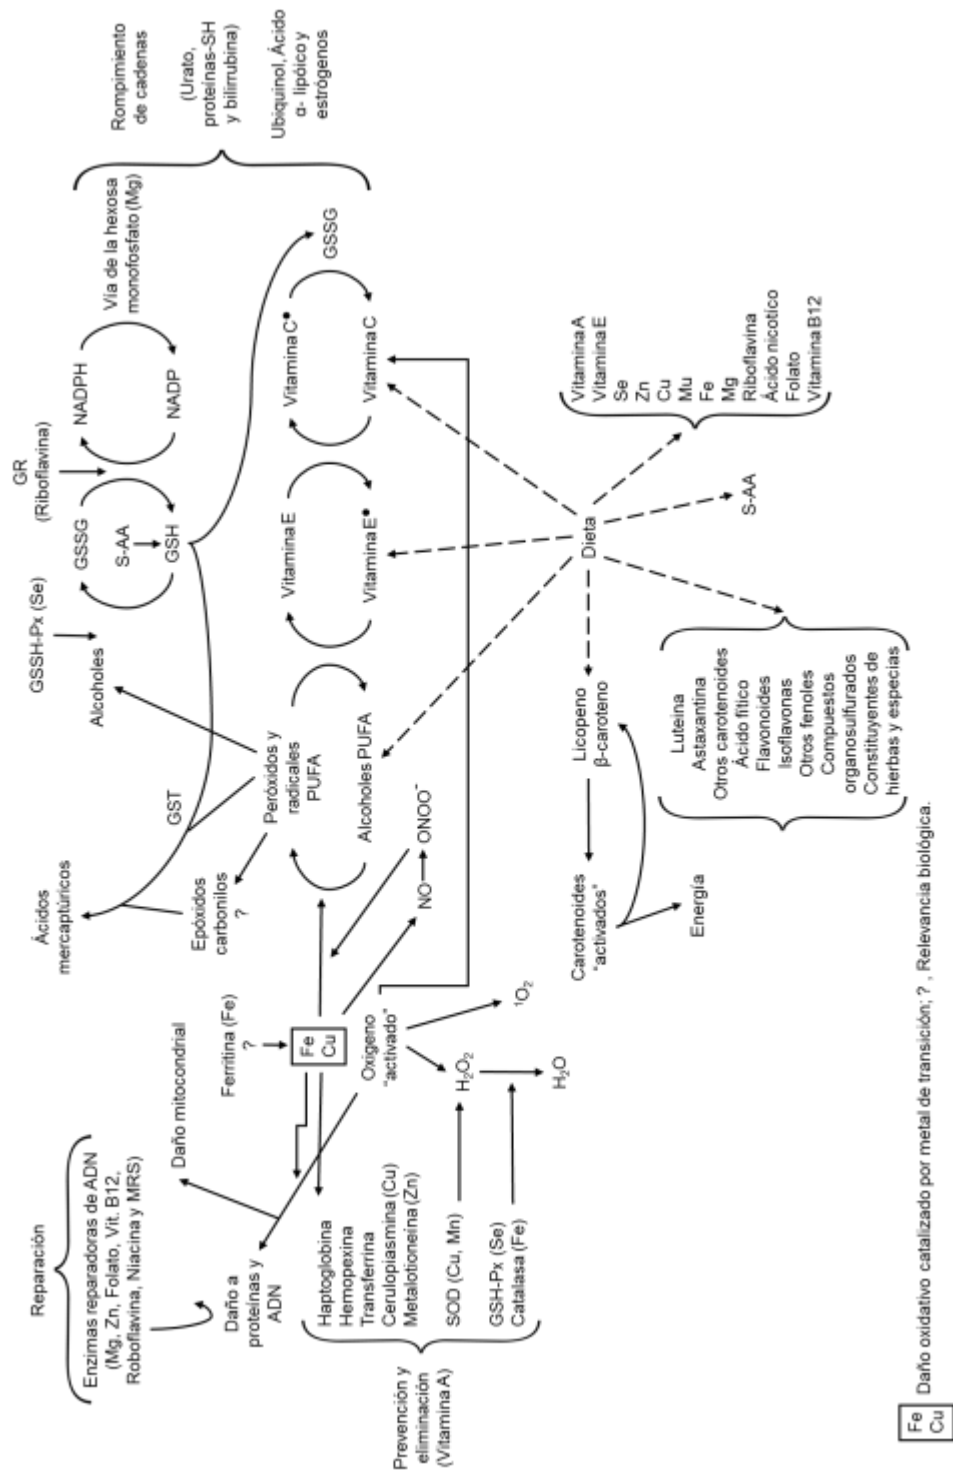 Reparación
Enzimas reparadoras de ADN
(Mg, Zn, Folato, Vit. B12,
Roboflavina, Niacina y MRS)
Daño a
proteínas y
ADN
Daño mitocondrial
Prevención y
eliminación
(Vitamina A)
Haptoglobina
Hemopexina
Transferrina
Cerulopiasmina (Cu)
Metalotioneína (Zn)
SOD (Cu, Mn)
GSH-Px (Se)
Catalasa (Fe)
Ferritina (Fe)
?
Fe
Cu
Oxigeno
"activado"
H₂O₂
H₂O
¹O₂
NO
ONOO⁻
Ácidos
mercaptúricos
GST
Epóxidos
carbonilos
?
Peróxidos y
radicales
PUFA
Alcoholes PUFA
GSSH-Px (Se)
Alcoholes
GSSG
S-AA
GSH
GR
(Riboflavina)
NADPH
NADP
Vía de la hexosa
monofosfato (Mg)
Vitamina E
Vitamina E•
Vitamina C•
Vitamina C
GSSG
Rompimiento
de cadenas
(Urato,
proteínas-SH
y bilirrubina)
Ubiquinol, Ácido
α- lipóico y
estrógenos
Carotenoides
"activados"
Energía
Licopeno
β-caroteno
Dieta
S-AA
Luteina
Astaxantina
Otros carotenoides
Ácido fítico
Flavonoides
Isoflavonas
Otros fenoles
Compuestos
organosulfurados
Constituyentes de
hierbas y especias
Vitamina A
Vitamina E
Se
Zn
Cu
Mu
Fe
Mg
Riboflavina
Ácido nicotico
Folato
Vitamina B12
Fe
Cu
Daño oxidativo catalizado por metal de transición; ? , Relevancia biológica.